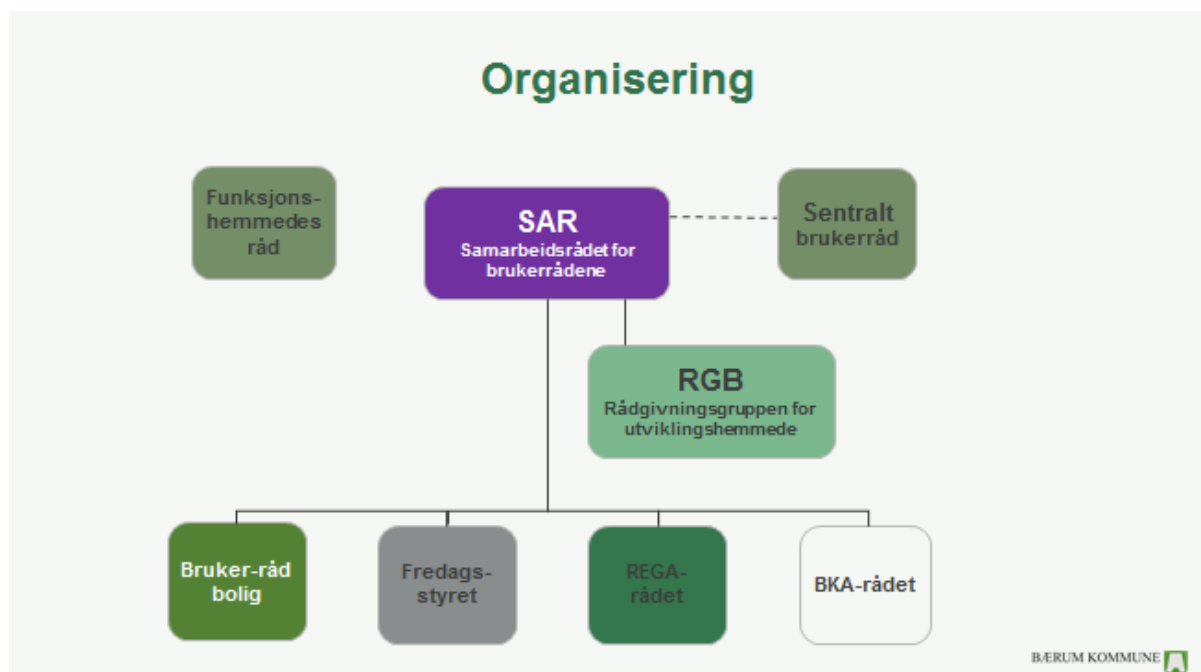 Organisering
Funksjons-
hemmedes
råd
SAR
Samarbeidsrådet for
brukerrådene
Sentralt
brukerråd
RGB
Rådgivningsgruppen for
utviklingshemmede
Bruker-råd
bolig
Fredags-
styret
REGA-
rådet
BKA-rådet
BÆRUM KOMMUNE